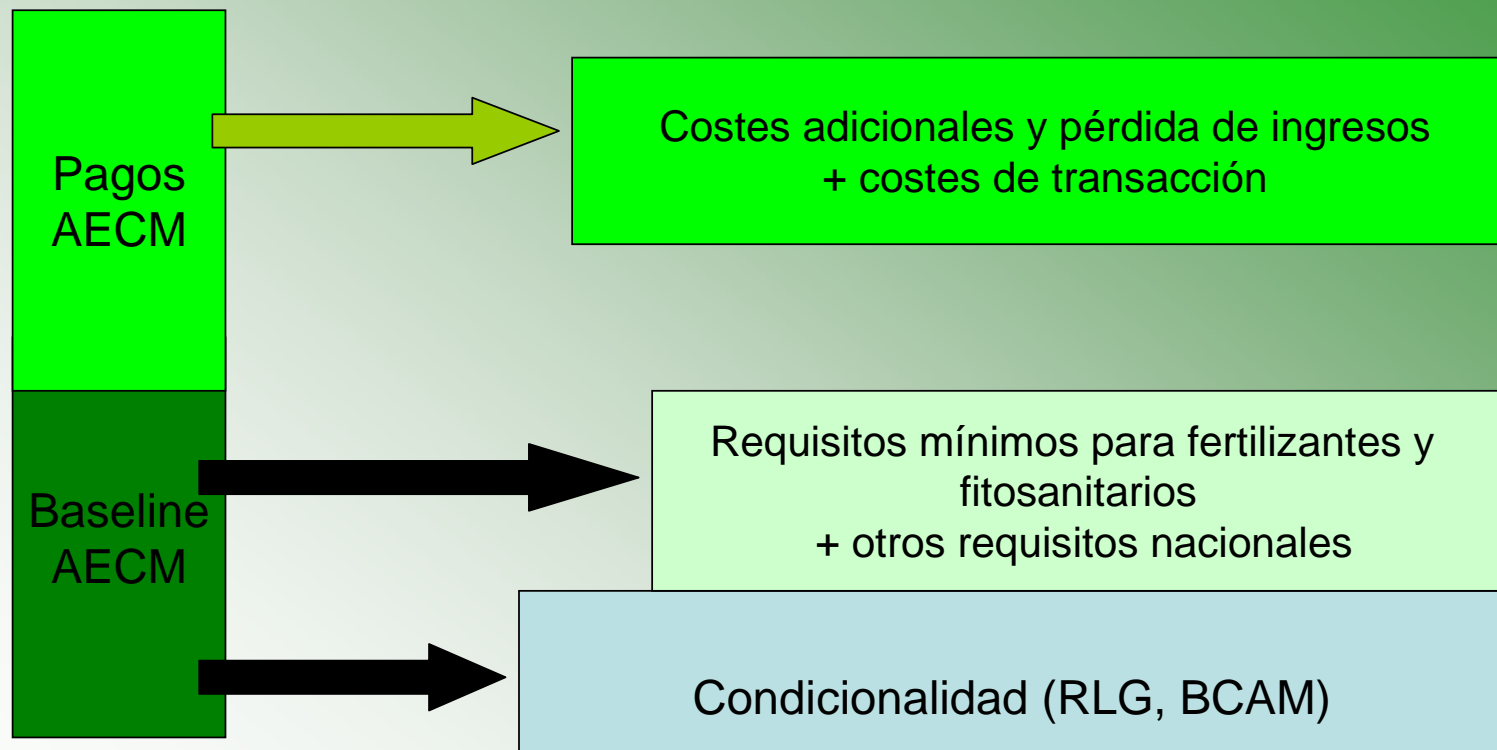 Pagos
AECM
Costes adicionales y pérdida de ingresos
+ costes de transacción
Baseline
AECM
Requisitos mínimos para fertilizantes y
fitosanitarios
+ otros requisitos nacionales
Condicionalidad (RLG, BCAM)